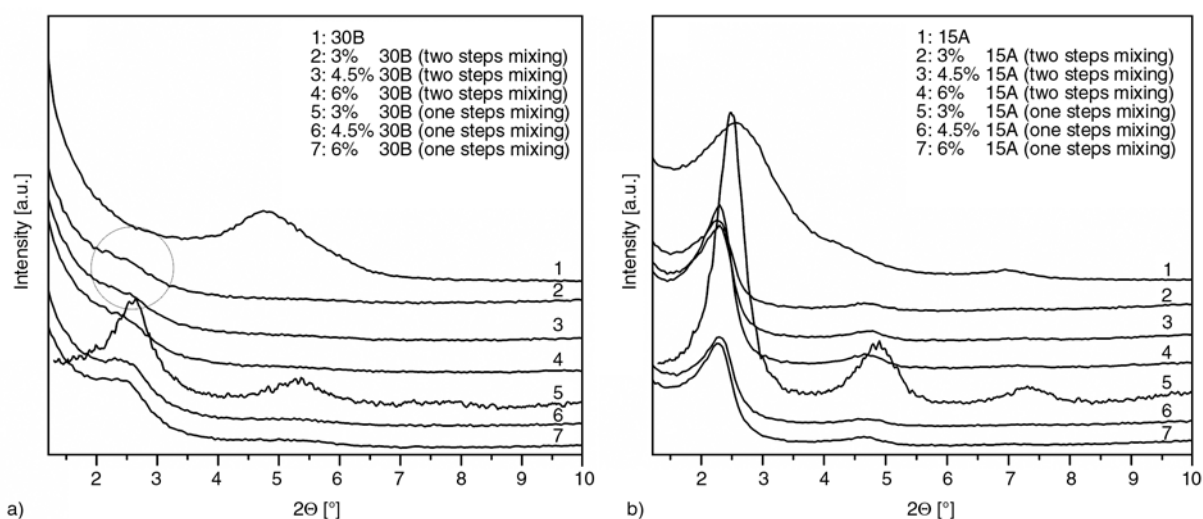 1: 30B
2: 3% 30B (two steps mixing)
3: 4.5% 30B (two steps mixing)
4: 6% 30B (two steps mixing)
5: 3% 30B (one steps mixing)
6: 4.5% 30B (one steps mixing)
7: 6% 30B (one steps mixing)
Intensity [a.u.]
1
2
3
4
5
6
7
2 3 4 5 6 7 8 9 10
2Θ [°]
a)
1: 15A
2: 3% 15A (two steps mixing)
3: 4.5% 15A (two steps mixing)
4: 6% 15A (two steps mixing)
5: 3% 15A (one steps mixing)
6: 4.5% 15A (one steps mixing)
7: 6% 15A (one steps mixing)
Intensity [a.u.]
1
2
3
4
5
6
7
2 3 4 5 6 7 8 9 10
2Θ [°]
b)